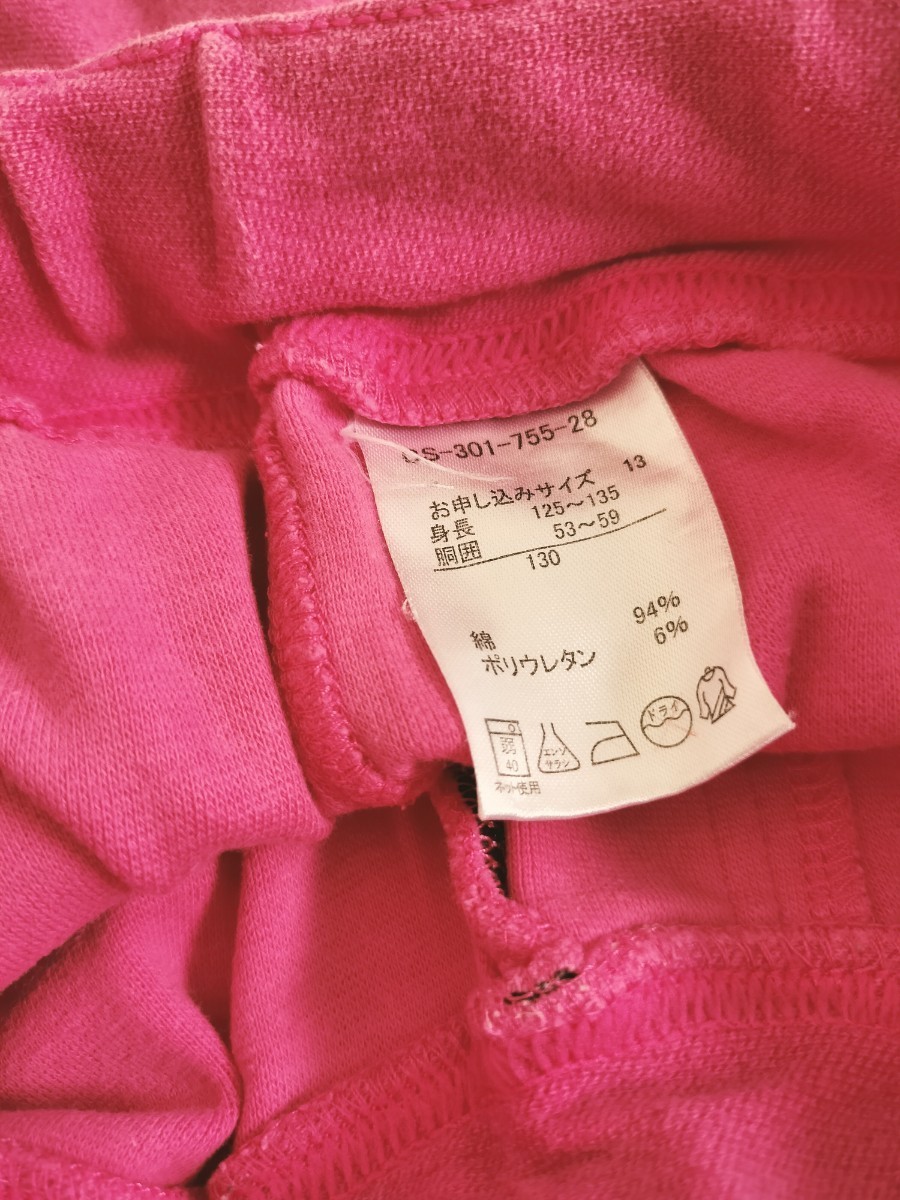 S-301-755-28
お申し込みサイズ 13
身長 125〜135
胴囲 53〜59
130
綿 94%
ポリウレタン 6%
弱 40
エンソ サラシ
ドライ
ネット使用